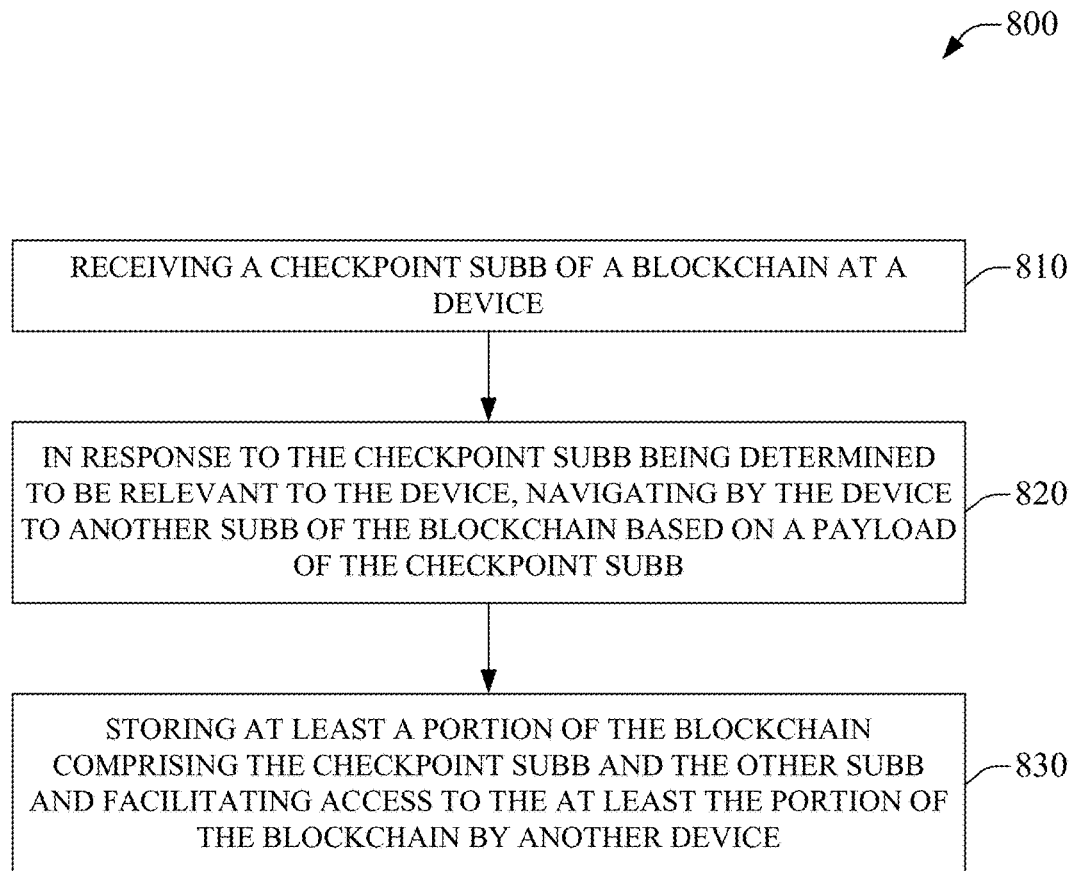 800
RECEIVING A CHECKPOINT SUBB OF A BLOCKCHAIN AT A
DEVICE
810
IN RESPONSE TO THE CHECKPOINT SUBB BEING DETERMINED
TO BE RELEVANT TO THE DEVICE, NAVIGATING BY THE DEVICE
TO ANOTHER SUBB OF THE BLOCKCHAIN BASED ON A PAYLOAD
OF THE CHECKPOINT SUBB
820
STORING AT LEAST A PORTION OF THE BLOCKCHAIN
COMPRISING THE CHECKPOINT SUBB AND THE OTHER SUBB
AND FACILITATING ACCESS TO THE AT LEAST THE PORTION OF
THE BLOCKCHAIN BY ANOTHER DEVICE
830